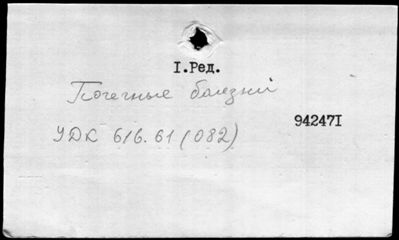 I.Ред.
Почечные болезни
942471
УДК 616.61(082)